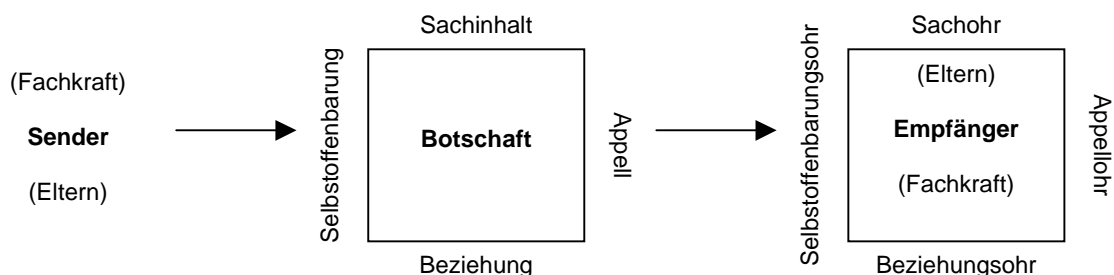 (Fachkraft)
Sender
(Eltern)
Sachinhalt
Selbstoffenbarung
Botschaft
Appell
Beziehung
Sachohr
Selbstoffenbarungsohr
(Eltern)
Empfänger
(Fachkraft)
Appellohr
Beziehungsohr